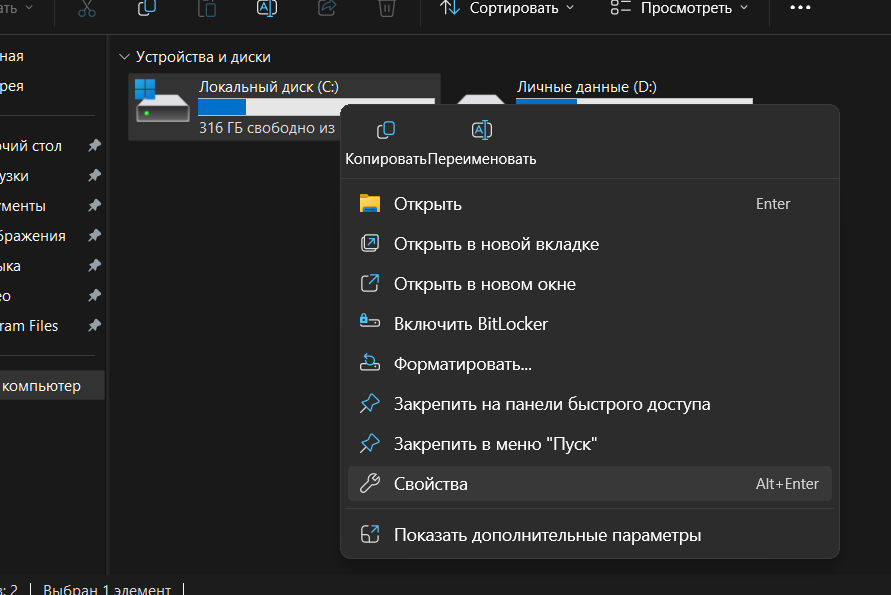 Сортировать
Просмотреть
Устройства и диски
Локальный диск (C:)
316 ГБ свободно из
Личные данные (D:)
Копировать
Переименовать
Открыть Enter
Открыть в новой вкладке
Открыть в новом окне
Включить BitLocker
Форматировать...
Закрепить на панели быстрого доступа
Закрепить в меню "Пуск"
Свойства Alt+Enter
Показать дополнительные параметры
ная
рея
чий стол
узки
менты
бражения
ыка
ео
ram Files
компьютер
: 2
Выбран 1 элемент